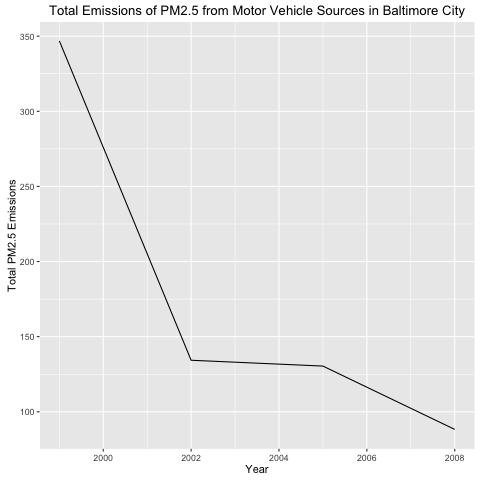 Total Emissions of PM2.5 from Motor Vehicle Sources in Baltimore City
350
300
250
200
150
100
Total PM2.5 Emissions
2000 2002 2004 2006 2008
Year